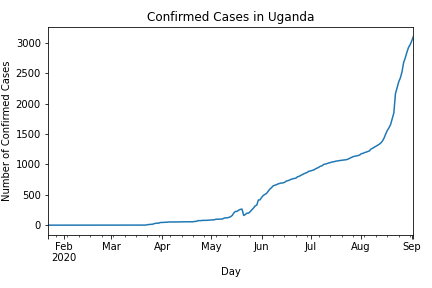 Confirmed Cases in Uganda
Number of Confirmed Cases
3000
2500
2000
1500
1000
500
0
Feb Mar Apr May Jun Jul Aug Sep
2020
Day